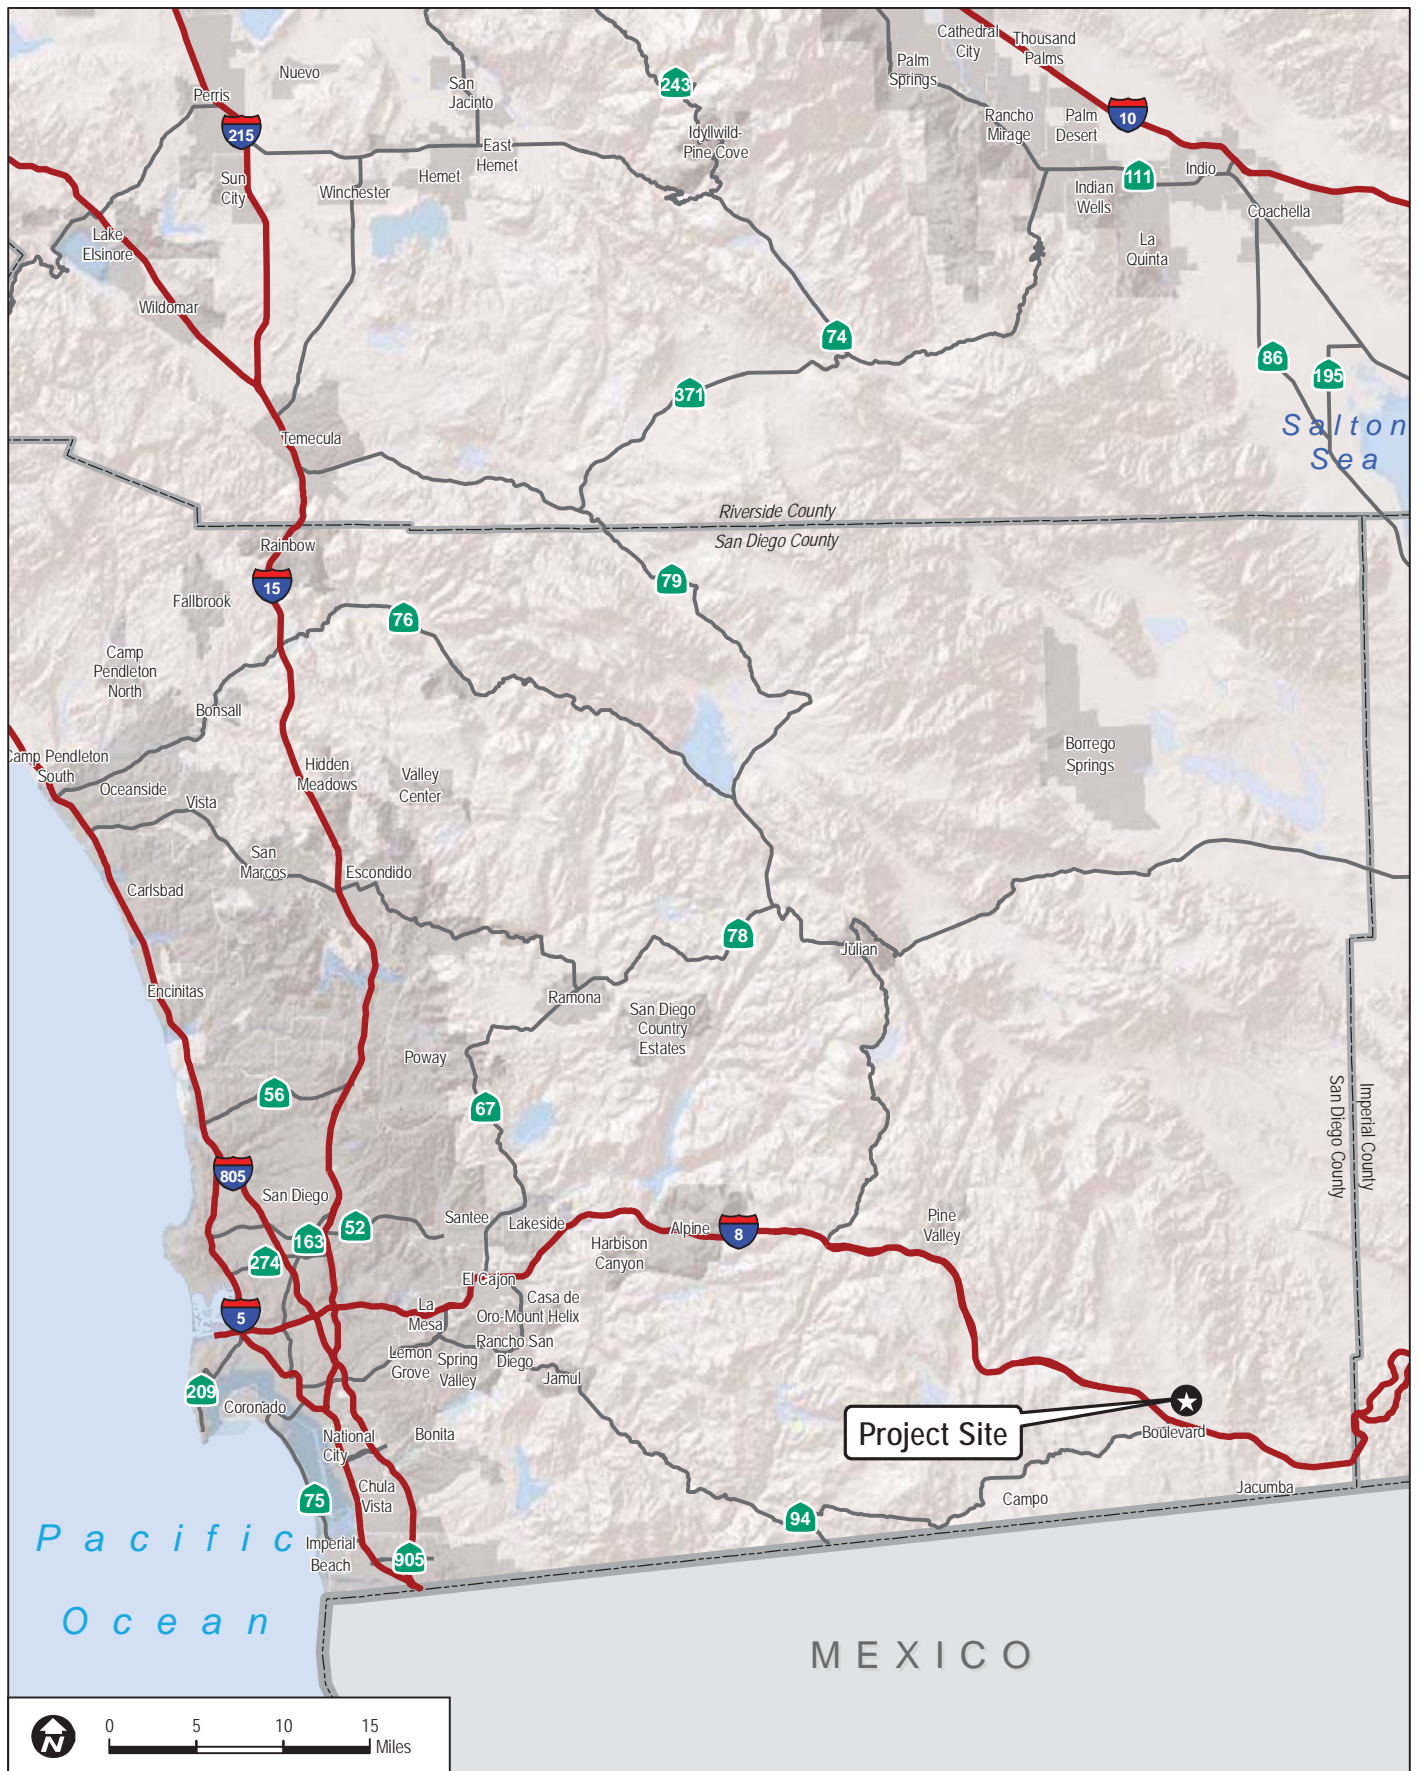 Cathedral
City
Thousand
Palms
Nuevo
Palm
Springs
San
Jacinto
243
Perris
10
Rancho
Mirage
Palm
Desert
215
Idyllwild-
Pine Cove
East
Hemet
Hemet
Sun
City
Winchester
111
Indio
Indian
Wells
Coachella
Lake
Elsinore
La
Quinta
Wildomar
74
86
195
371
Salton
Sea
Temecula
Riverside County
San Diego County
Rainbow
15
79
Fallbrook
76
Camp
Pendleton
North
Bonsall
Camp Pendleton
South
Hidden
Meadows
Valley
Center
Borrego
Springs
Oceanside
Vista
San
Marcos
Escondido
Carlsbad
78
Julian
Encinitas
Ramona
San Diego
Country
Estates
Poway
56
67
San Diego County
Imperial County
805
San Diego
Santee
Lakeside
Alpine
8
Pine
Valley
52
163
274
Harbison
Canyon
El Cajon
5
La
Mesa
Casa de
Oro-Mount Helix
Lemon
Grove
Spring
Valley
Rancho San
Diego
Jamul
209
Coronado
Project Site
Boulevard
National
City
Bonita
Chula
Vista
75
Campo
Jacumba
94
Pacific
Ocean
Imperial
Beach
905
MEXICO
N
0 5 10 15
Miles